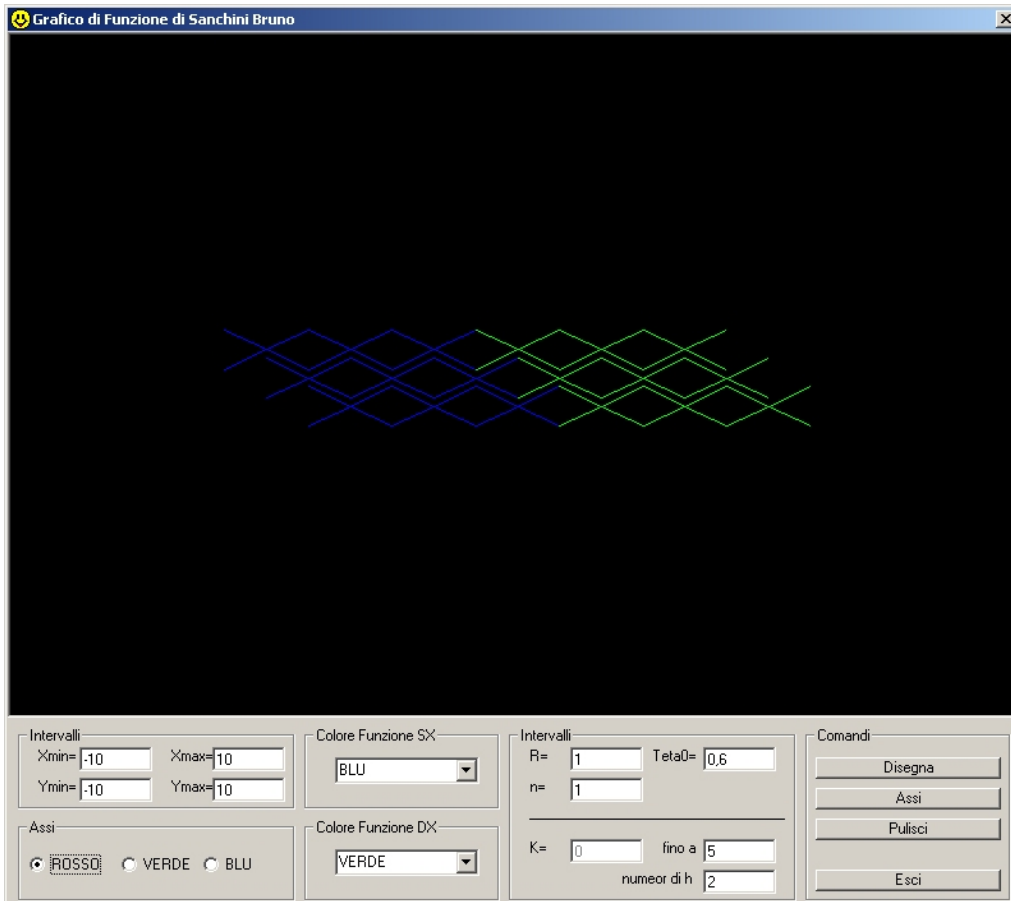 Grafico di Funzione di Sanchini Bruno
Intervalli
Xmin= -10 Xmax= 10
Ymin= -10 Ymax= 10
Assi
ROSSO VERDE BLU
Colore Funzione SX
BLU
Colore Funzione DX
VERDE
Intervalli
R= 1 Teta0= 0,6
n= 1
K= 0 fino a 5
numeor di h 2
Comandi
Disegna
Assi
Pulisci
Esci